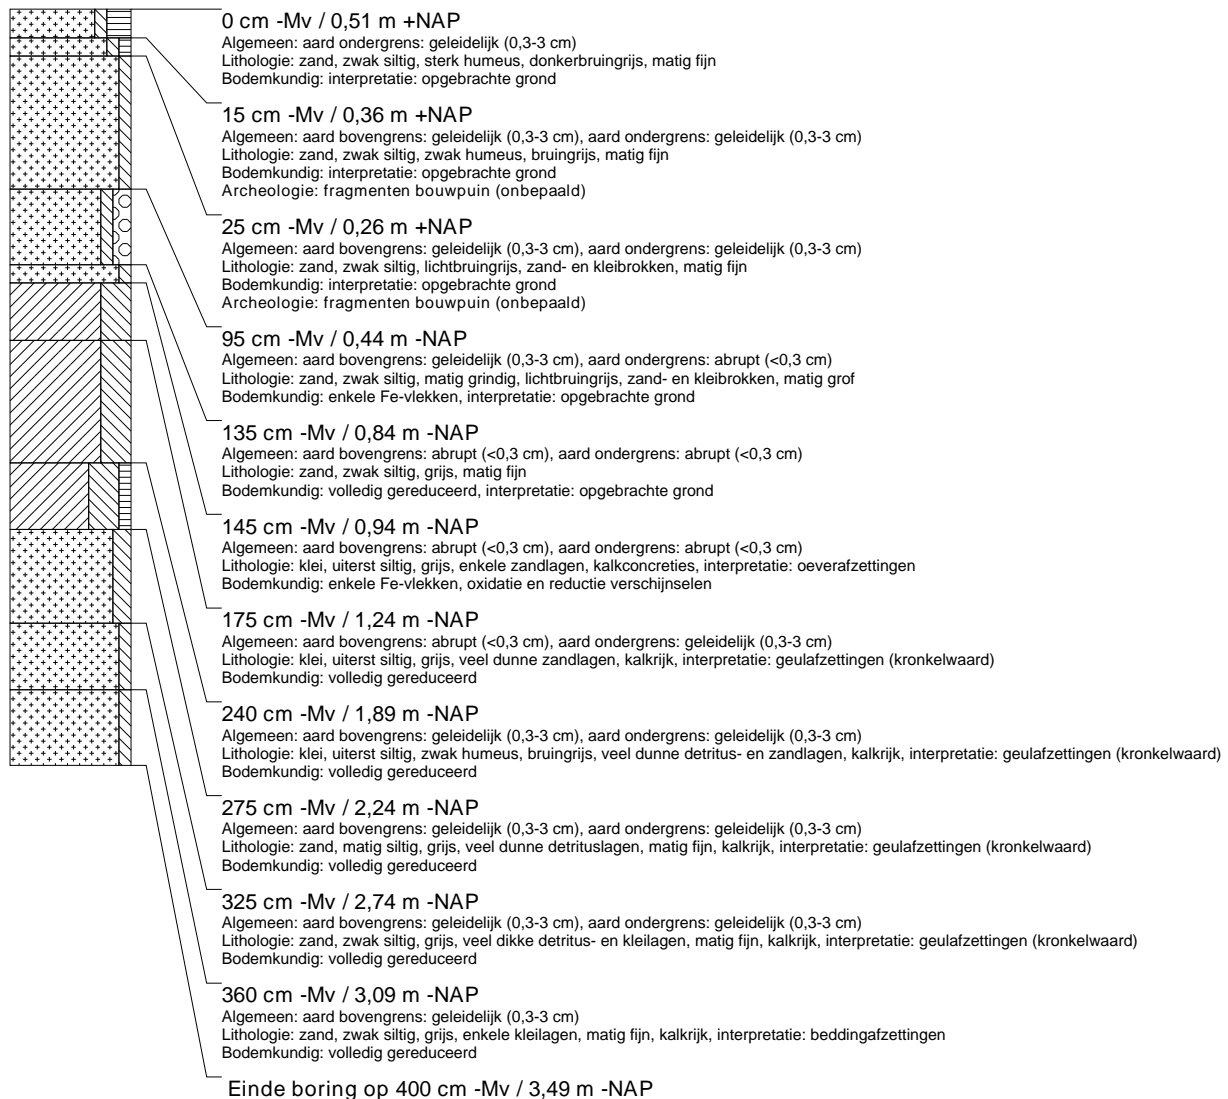 0 cm -Mv / 0,51 m +NAP
Algemeen: aard ondergrens: geleidelijk (0,3-3 cm)
Lithologie: zand, zwak siltig, sterk humeus, donkerbruingrijs, matig fijn
Bodemkundig: interpretatie: opgebrachte grond
15 cm -Mv / 0,36 m +NAP
Algemeen: aard bovengrens: geleidelijk (0,3-3 cm), aard ondergrens: geleidelijk (0,3-3 cm)
Lithologie: zand, zwak siltig, zwak humeus, bruingrijs, matig fijn
Bodemkundig: interpretatie: opgebrachte grond
Archeologie: fragmenten bouwpuin (onbepaald)
25 cm -Mv / 0,26 m +NAP
Algemeen: aard bovengrens: geleidelijk (0,3-3 cm), aard ondergrens: geleidelijk (0,3-3 cm)
Lithologie: zand, zwak siltig, lichtbruingrijs, zand- en kleibrokken, matig fijn
Bodemkundig: interpretatie: opgebrachte grond
Archeologie: fragmenten bouwpuin (onbepaald)
95 cm -Mv / 0,44 m -NAP
Algemeen: aard bovengrens: geleidelijk (0,3-3 cm), aard ondergrens: abrupt (<0,3 cm)
Lithologie: zand, zwak siltig, matig grindig, lichtbruingrijs, zand- en kleibrokken, matig grof
Bodemkundig: enkele Fe-vlekken, interpretatie: opgebrachte grond
135 cm -Mv / 0,84 m -NAP
Algemeen: aard bovengrens: abrupt (<0,3 cm), aard ondergrens: abrupt (<0,3 cm)
Lithologie: zand, zwak siltig, grijs, matig fijn
Bodemkundig: volledig gereduceerd, interpretatie: opgebrachte grond
145 cm -Mv / 0,94 m -NAP
Algemeen: aard bovengrens: abrupt (<0,3 cm), aard ondergrens: abrupt (<0,3 cm)
Lithologie: klei, uiterst siltig, grijs, enkele zandlagen, kalkconcreties, interpretatie: oeverafzettingen
Bodemkundig: enkele Fe-vlekken, oxidatie en reductie verschijnselen
175 cm -Mv / 1,24 m -NAP
Algemeen: aard bovengrens: abrupt (<0,3 cm), aard ondergrens: geleidelijk (0,3-3 cm)
Lithologie: klei, uiterst siltig, grijs, veel dunne zandlagen, kalkrijk, interpretatie: geulafzettingen (kronkelwaard)
Bodemkundig: volledig gereduceerd
240 cm -Mv / 1,89 m -NAP
Algemeen: aard bovengrens: geleidelijk (0,3-3 cm), aard ondergrens: geleidelijk (0,3-3 cm)
Lithologie: klei, uiterst siltig, zwak humeus, bruingrijs, veel dunne detritus- en zandlagen, kalkrijk, interpretatie: geulafzettingen (kronkelwaard)
Bodemkundig: volledig gereduceerd
275 cm -Mv / 2,24 m -NAP
Algemeen: aard bovengrens: geleidelijk (0,3-3 cm), aard ondergrens: geleidelijk (0,3-3 cm)
Lithologie: zand, matig siltig, grijs, veel dunne detrituslagen, matig fijn, kalkrijk, interpretatie: geulafzettingen (kronkelwaard)
Bodemkundig: volledig gereduceerd
325 cm -Mv / 2,74 m -NAP
Algemeen: aard bovengrens: geleidelijk (0,3-3 cm), aard ondergrens: geleidelijk (0,3-3 cm)
Lithologie: zand, zwak siltig, grijs, veel dikke detritus- en kleilagen, matig fijn, kalkrijk, interpretatie: geulafzettingen (kronkelwaard)
Bodemkundig: volledig gereduceerd
360 cm -Mv / 3,09 m -NAP
Algemeen: aard bovengrens: geleidelijk (0,3-3 cm)
Lithologie: zand, zwak siltig, grijs, enkele kleilagen, matig fijn, kalkrijk, interpretatie: beddingafzettingen
Bodemkundig: volledig gereduceerd
Einde boring op 400 cm -Mv / 3,49 m -NAP